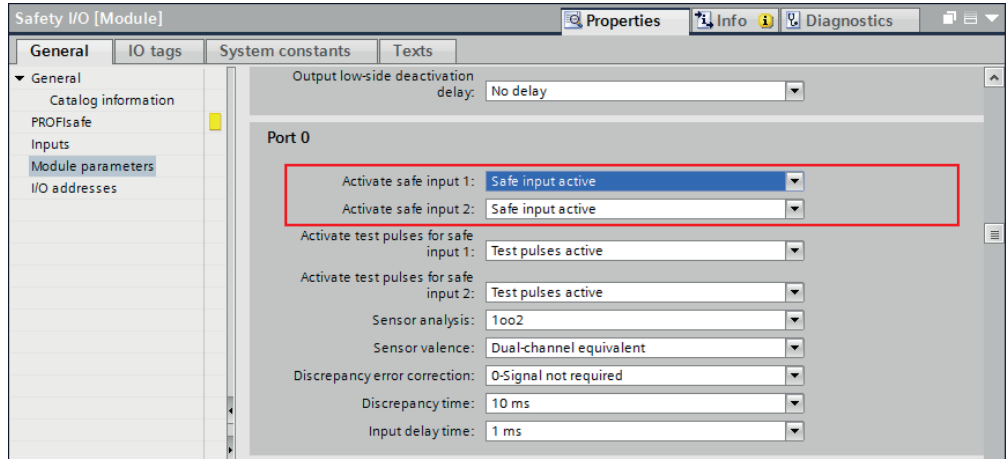 Safety I/O [Module]
Properties
Info
Diagnostics
General
IO tags
System constants
Texts
General
Catalog information
PROFIsafe
Inputs
Module parameters
I/O addresses
Output low-side deactivation
delay: No delay
Port 0
Activate safe input 1: Safe input active
Activate safe input 2: Safe input active
Activate test pulses for safe
input 1: Test pulses active
Activate test pulses for safe
input 2: Test pulses active
Sensor analysis: 1oo2
Sensor valence: Dual-channel equivalent
Discrepancy error correction: 0-Signal not required
Discrepancy time: 10 ms
Input delay time: 1 ms